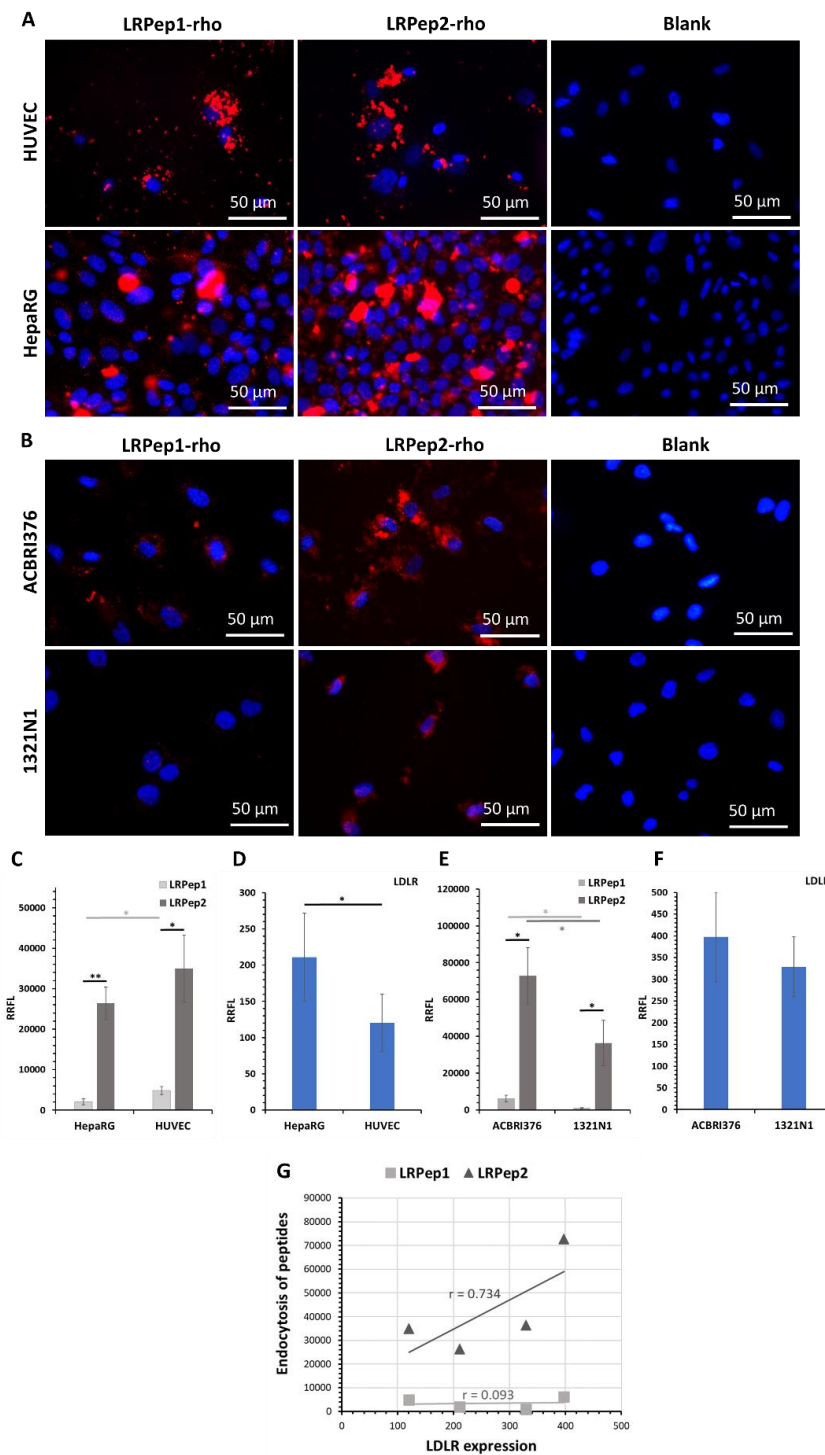 A
LRPep1-rho LRPep2-rho Blank
HUVEC
50 µm 50 µm 50 µm
HepaRG
50 µm 50 µm 50 µm
B
LRPep1-rho LRPep2-rho Blank
ACBRI376
50 µm 50 µm 50 µm
1321N1
50 µm 50 µm 50 µm
C
LRPep1
LRPep2
RRFL
50000
40000
30000
20000
10000
0
* * **
HepaRG HUVEC
D
LDLR
RRFL
300
250
200
150
100
50
0
*
HepaRG HUVEC
E
LRPep1
LRPep2
RRFL
120000
100000
80000
60000
40000
20000
0
* * * *
ACBRI376 1321N1
F
LDLR
RRFL
500
450
400
350
300
250
200
150
100
50
0
ACBRI376 1321N1
G
LRPep1 LRPep2
Endocytosis of peptides
90000
80000
70000
60000
50000
40000
30000
20000
10000
0
r = 0.734
r = 0.093
0 100 200 300 400 500
LDLR expression